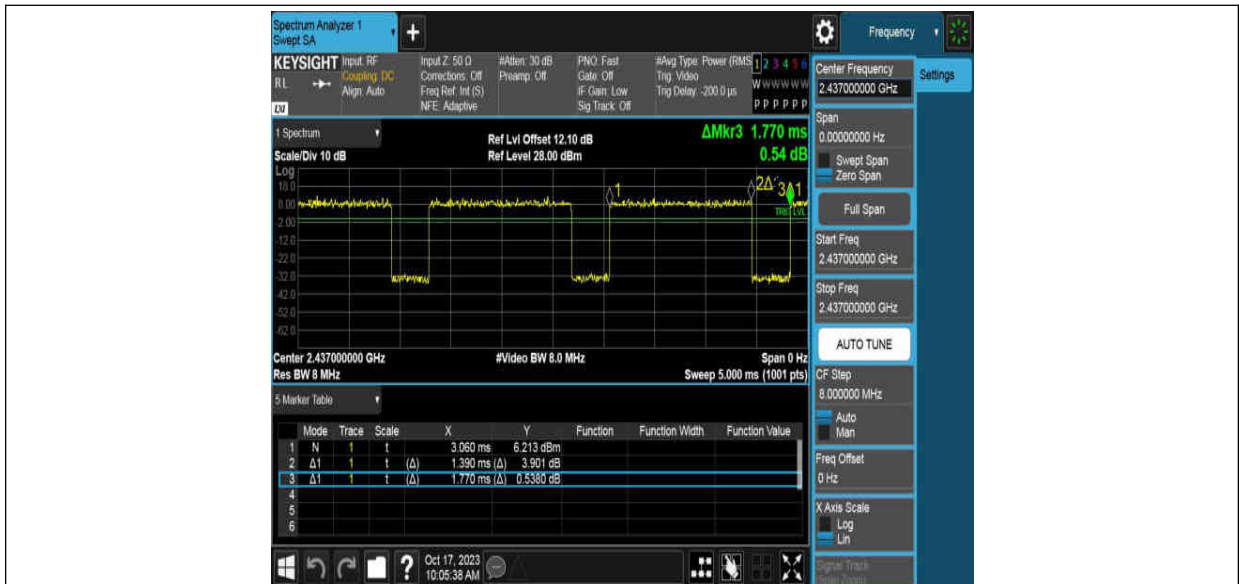 Spectrum Analyzer 1
Swept SA
+
Frequency
KEYSIGHT
RL
LXI
Input: RF
Coupling: DC
Align: Auto
Input Z: 50 Ω
Corrections: Off
Freq Ref: Int (S)
NFE: Adaptive
#Atten: 30 dB
Preamp: Off
PNO: Fast
Gate: Off
IF Gain: Low
Sig Track: Off
#Avg Type: Power (RMS
Trig: Video
Trig Delay: -200.0 µs
1 2 3 4 5 6
W W W W W W
P P P P P P
1 Spectrum
Scale/Div 10 dB
Ref Lvl Offset 12.10 dB
Ref Level 28.00 dBm
ΔMkr3 1.770 ms
0.54 dB
Log
18.0
8.00
-2.00
-12.0
-22.0
-32.0
-42.0
-52.0
-62.0
1
2Δ
3Δ1
TRIG LVL
Center 2.437000000 GHz
#Video BW 8.0 MHz
Span 0 Hz
Res BW 8 MHz
Sweep 5.000 ms (1001 pts)
5 Marker Table
Mode Trace Scale X Y Function Function Width Function Value
1 N 1 t 3.060 ms 6.213 dBm
2 Δ1 1 t (Δ) 1.390 ms (Δ) 3.901 dB
3 Δ1 1 t (Δ) 1.770 ms (Δ) 0.5380 dB
4
5
6
?
Oct 17, 2023
10:05:38 AM
Center Frequency
2.437000000 GHz
Settings
Span
0.00000000 Hz
Swept Span
Zero Span
Full Span
Start Freq
2.437000000 GHz
Stop Freq
2.437000000 GHz
AUTO TUNE
CF Step
8.000000 MHz
Auto
Man
Freq Offset
0 Hz
X Axis Scale
Log
Lin
Signal Track
(Span Zoom)